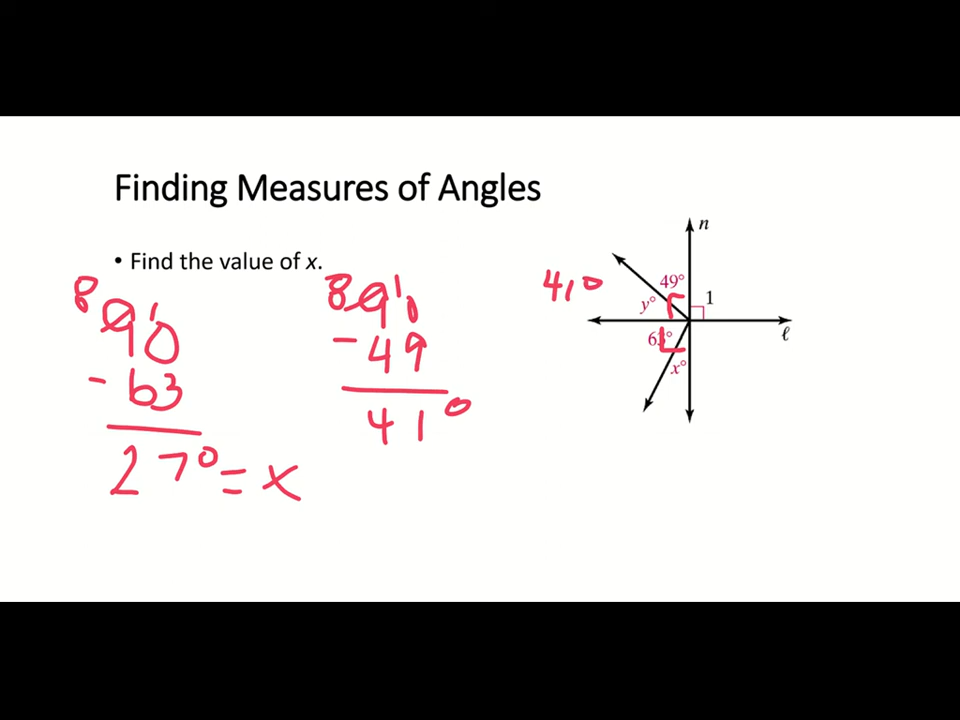 Finding Measures of Angles
• Find the value of x.
8 90
- 63
27° = x
8 9 10
- 49
41°
41°
n
49°
1
y°
ℓ
63°
x°